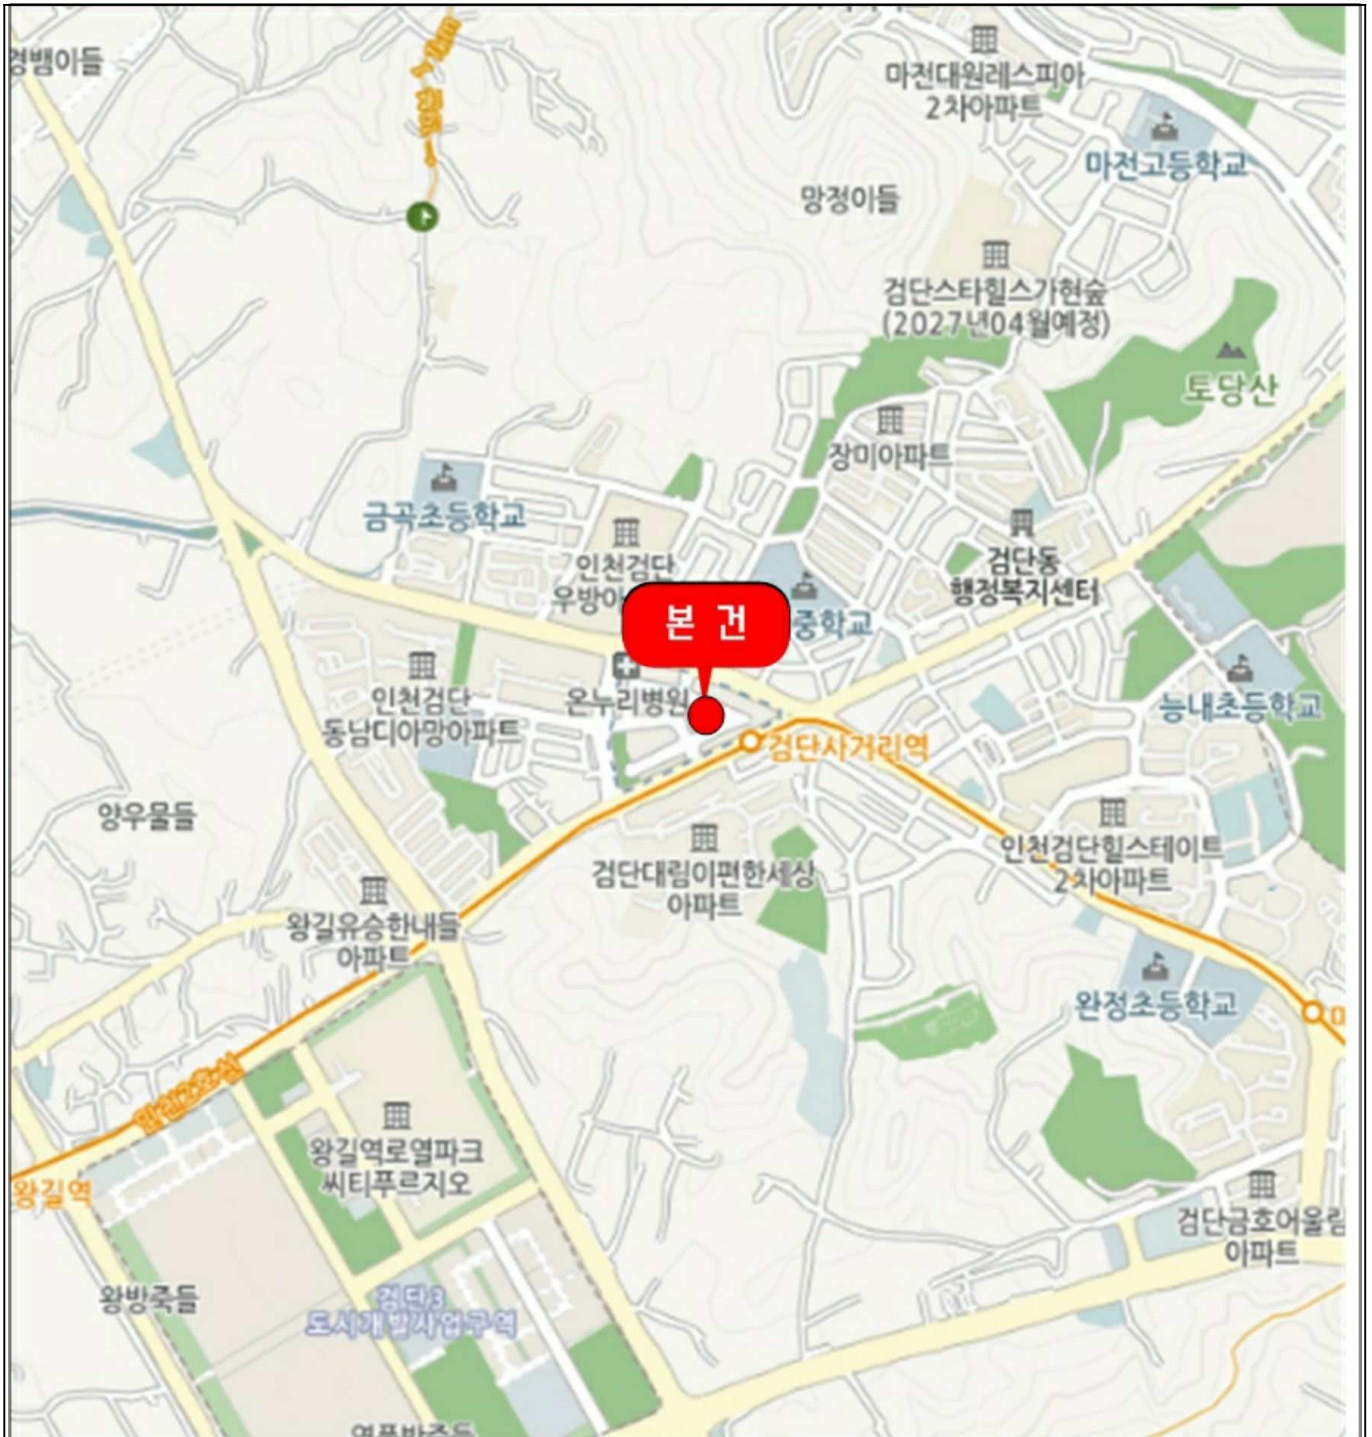 경뱀이들
마전대원레스피아
2차아파트
마전고등학교
망정이들
검단스타힐스가현숲
(2027년04월예정)
토당산
장미아파트
금곡초등학교
인천검단
우방아
검단동
행정복지센터
본 건
중학교
온누리병원
인천검단
동남디아망아파트
능내초등학교
검단사거리역
양우물들
인천검단힐스테이트
2차아파트
검단대림이편한세상
아파트
왕길유승한내들
아파트
완정초등학교
인천2호선
왕길역로열파크
씨티푸르지오
왕길역
검단금호어울림
아파트
왕방죽들
검단3
도시개발사업구역